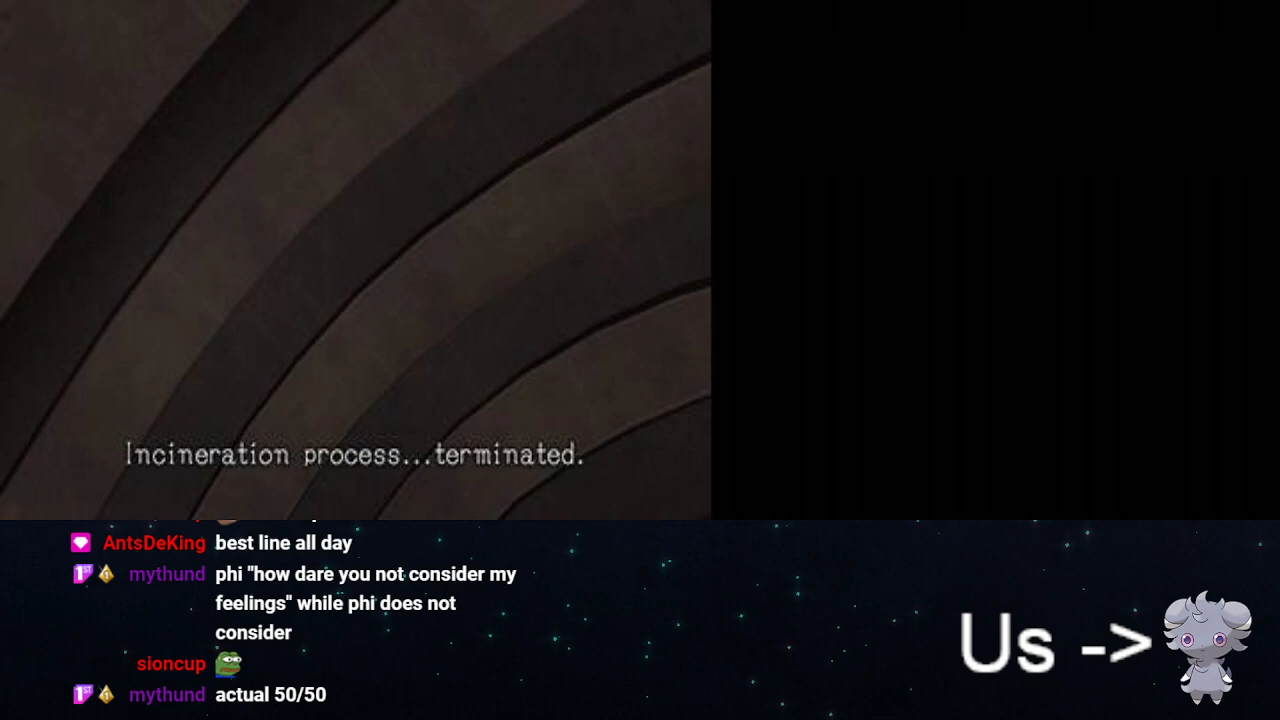 Incineration process...terminated.
AntsDeKing best line all day
mythund phi "how dare you not consider my
feelings" while phi does not
consider
sioncup
mythund actual 50/50
Us ->